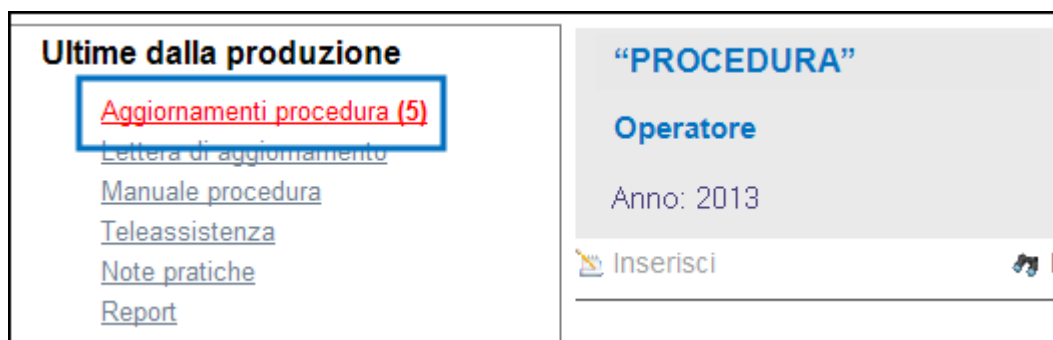 Ultime dalla produzione
Aggiornamenti procedura (5)
Lettera di aggiornamento
Manuale procedura
Teleassistenza
Note pratiche
Report
“PROCEDURA”
Operatore
Anno: 2013
Inserisci